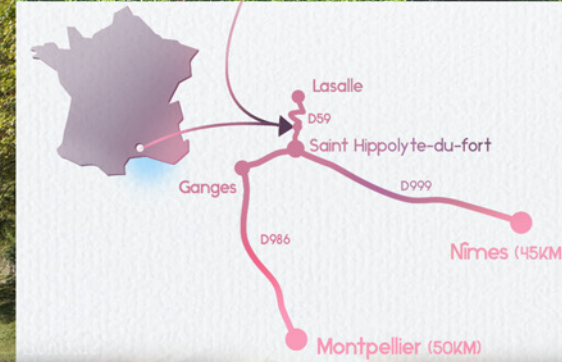 Lasalle
D59
Saint Hippolyte-du-fort
D999
Ganges
D986
Nîmes (45KM
Montpellier (50KM)